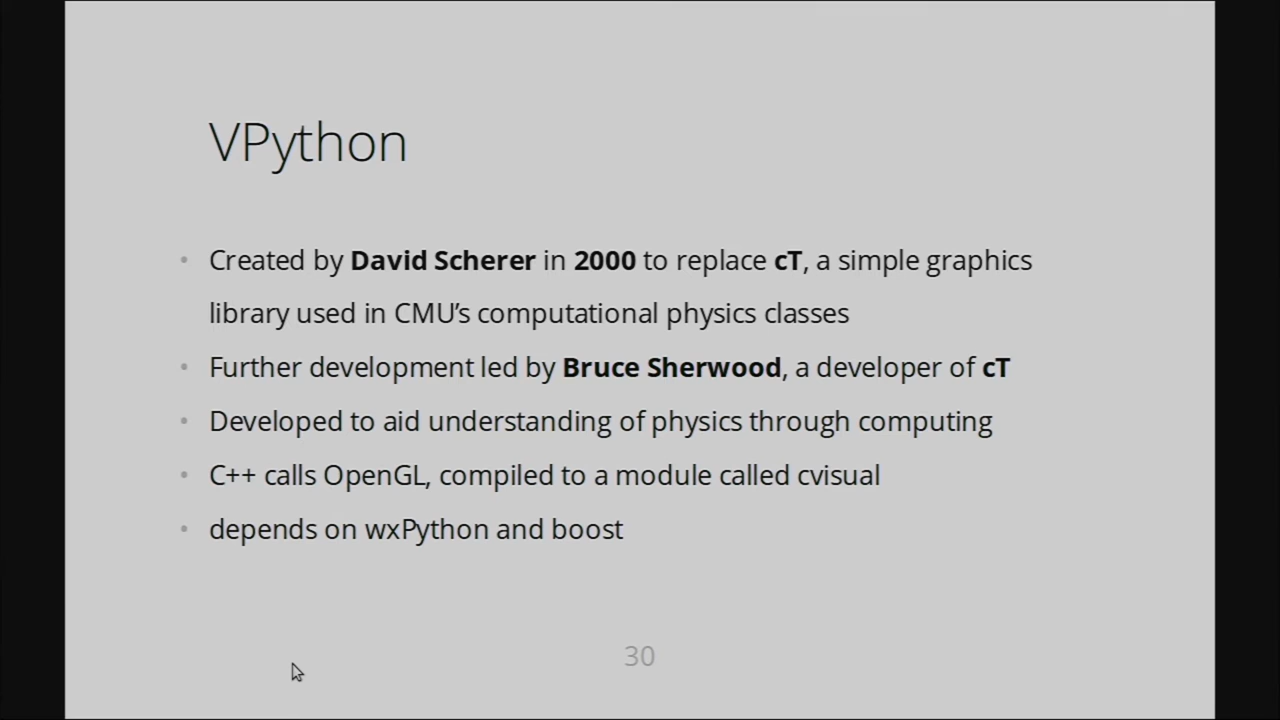 VPython
• Created by David Scherer in 2000 to replace cT, a simple graphics
library used in CMU’s computational physics classes
• Further development led by Bruce Sherwood, a developer of cT
• Developed to aid understanding of physics through computing
• C++ calls OpenGL, compiled to a module called cvisual
• depends on wxPython and boost
30